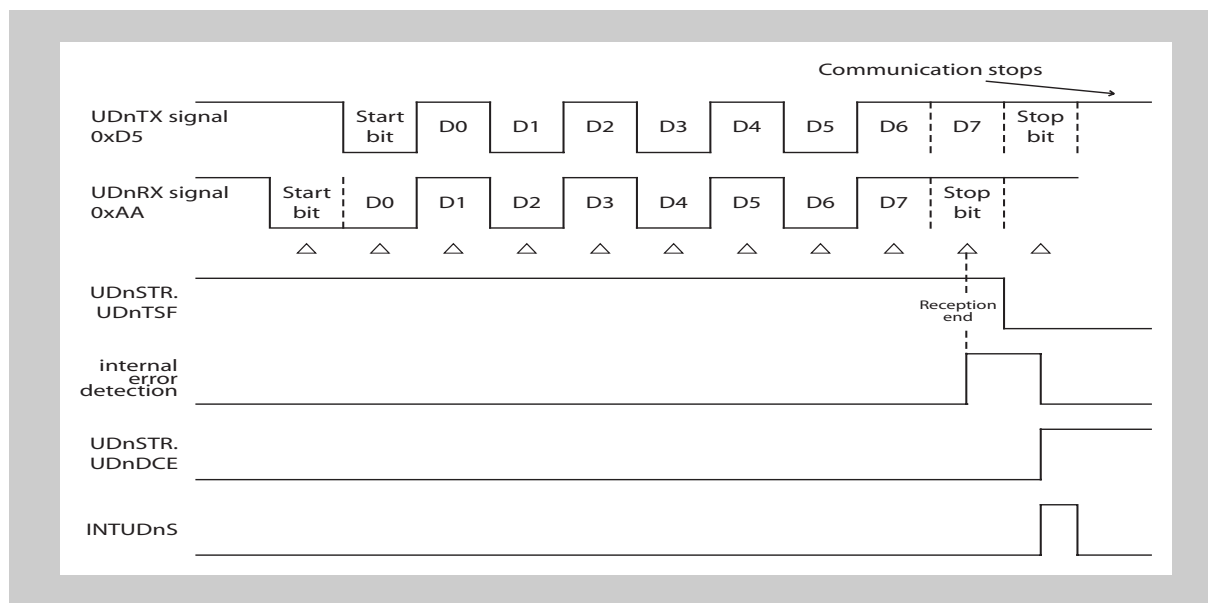 Communication stops
UDnTX signal
0xD5
Start
bit
D0
D1
D2
D3
D4
D5
D6
D7
Stop
bit
UDnRX signal
0xAA
Start
bit
D0
D1
D2
D3
D4
D5
D6
D7
Stop
bit
UDnSTR.
UDnTSF
Reception
end
internal
error
detection
UDnSTR.
UDnDCE
INTUDnS